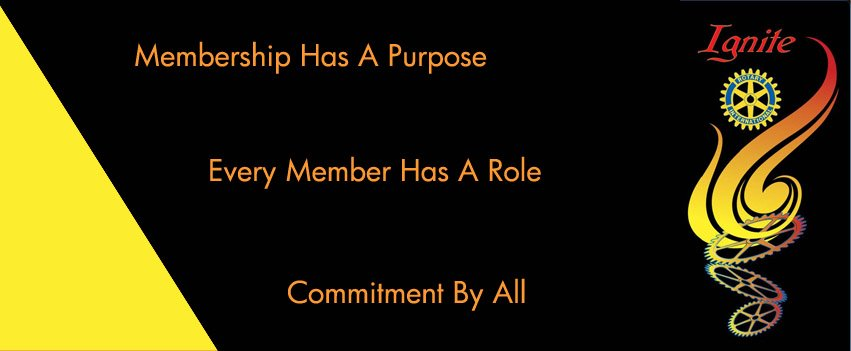 Membership Has A Purpose
Every Member Has A Role
Commitment By All
Ignite
ROTARY
INTERNATIONAL